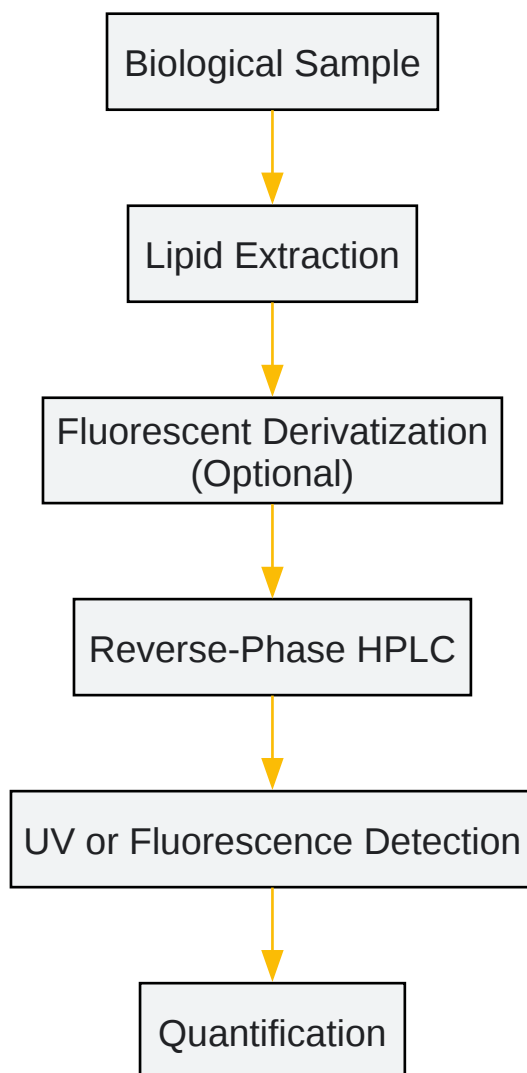 Biological Sample
Lipid Extraction
Fluorescent Derivatization
(Optional)
Reverse-Phase HPLC
UV or Fluorescence Detection
Quantification